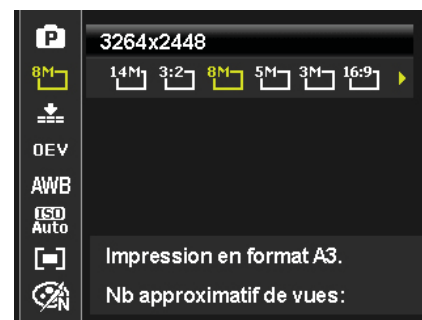 P
3264x2448
8M 14M 3:2 8M 5M 3M 16:9
0EV
AWB
ISO
Auto
Impression en format A3.
N Nb approximatif de vues: